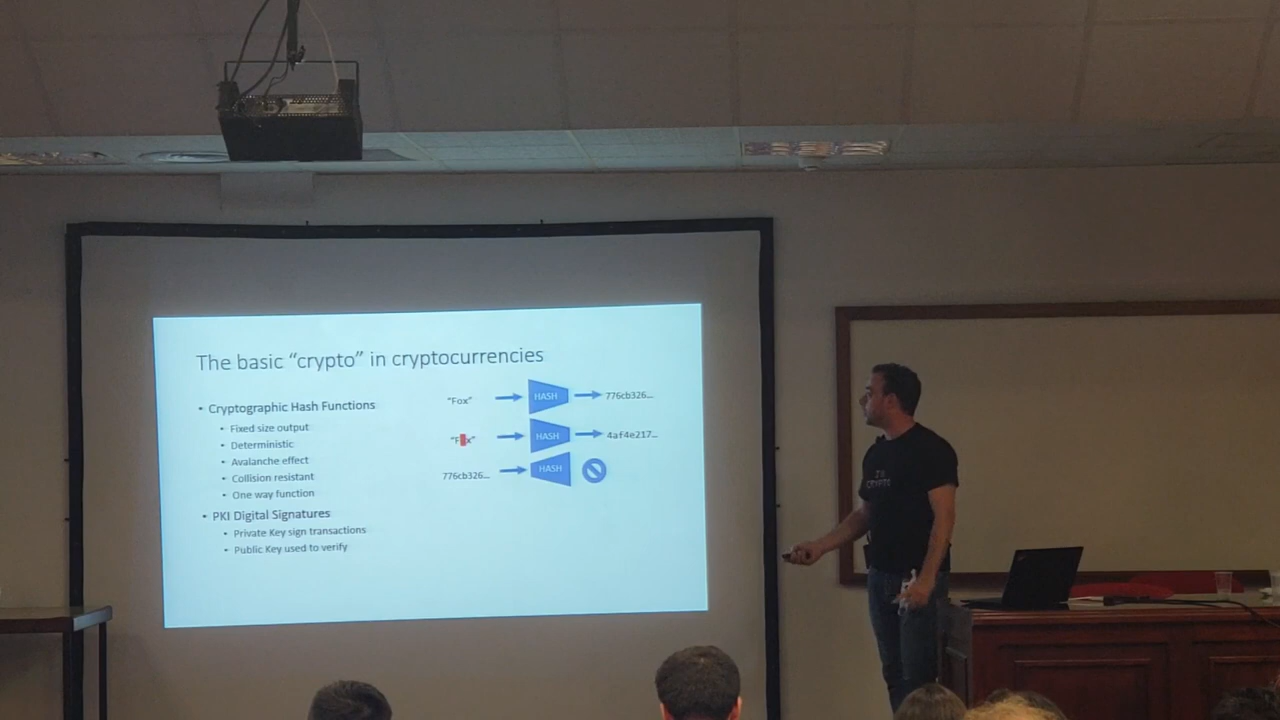 The basic “crypto” in cryptocurrencies
• Cryptographic Hash Functions
• Fixed size output
• Deterministic
• Avalanche effect
• Collision resistant
• One way function
• PKI Digital Signatures
• Private Key sign transactions
• Public Key used to verify
"Fox" HASH 776cb326...
HASH 4af4e217...
776cb326... HASH
CRYPTO